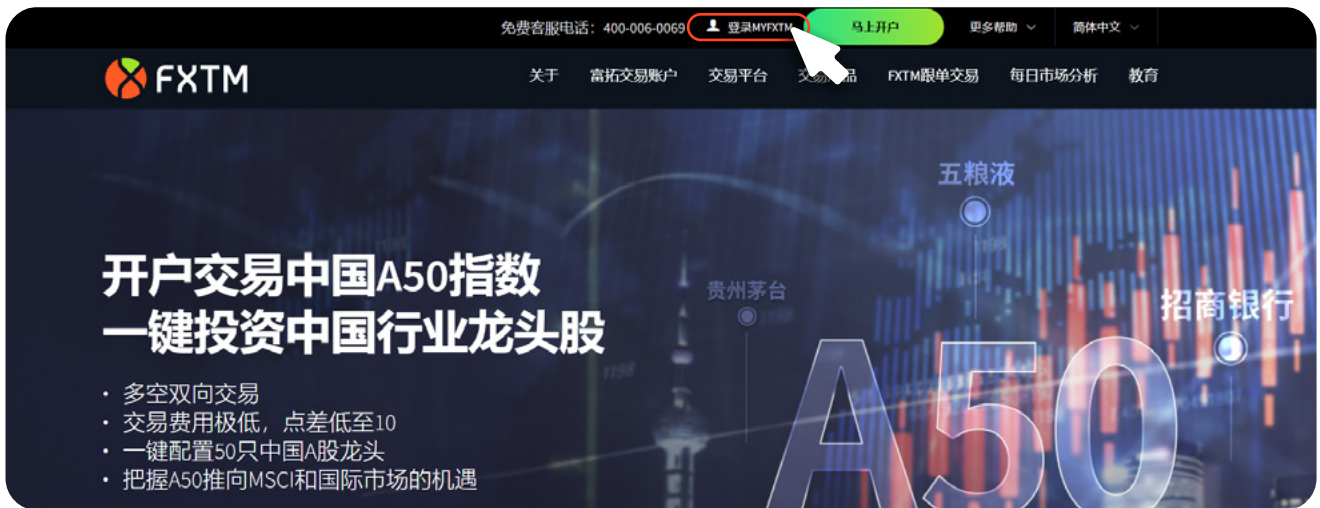 免费客服电话：400-006-0069 登录MYFXTM 马上开户 更多帮助 简体中文
FXTM 关于 富拓交易账户 交易平台 交易 品 FXTM跟单交易 每日市场分析 教育
五粮液
贵州茅台
招商银行
开户交易中国A50指数
一键投资中国行业龙头股
1198
A50
• 多空双向交易
• 交易费用极低，点差低至10
• 一键配置50只中国A股龙头
• 把握A50推向MSCI和国际市场的机遇